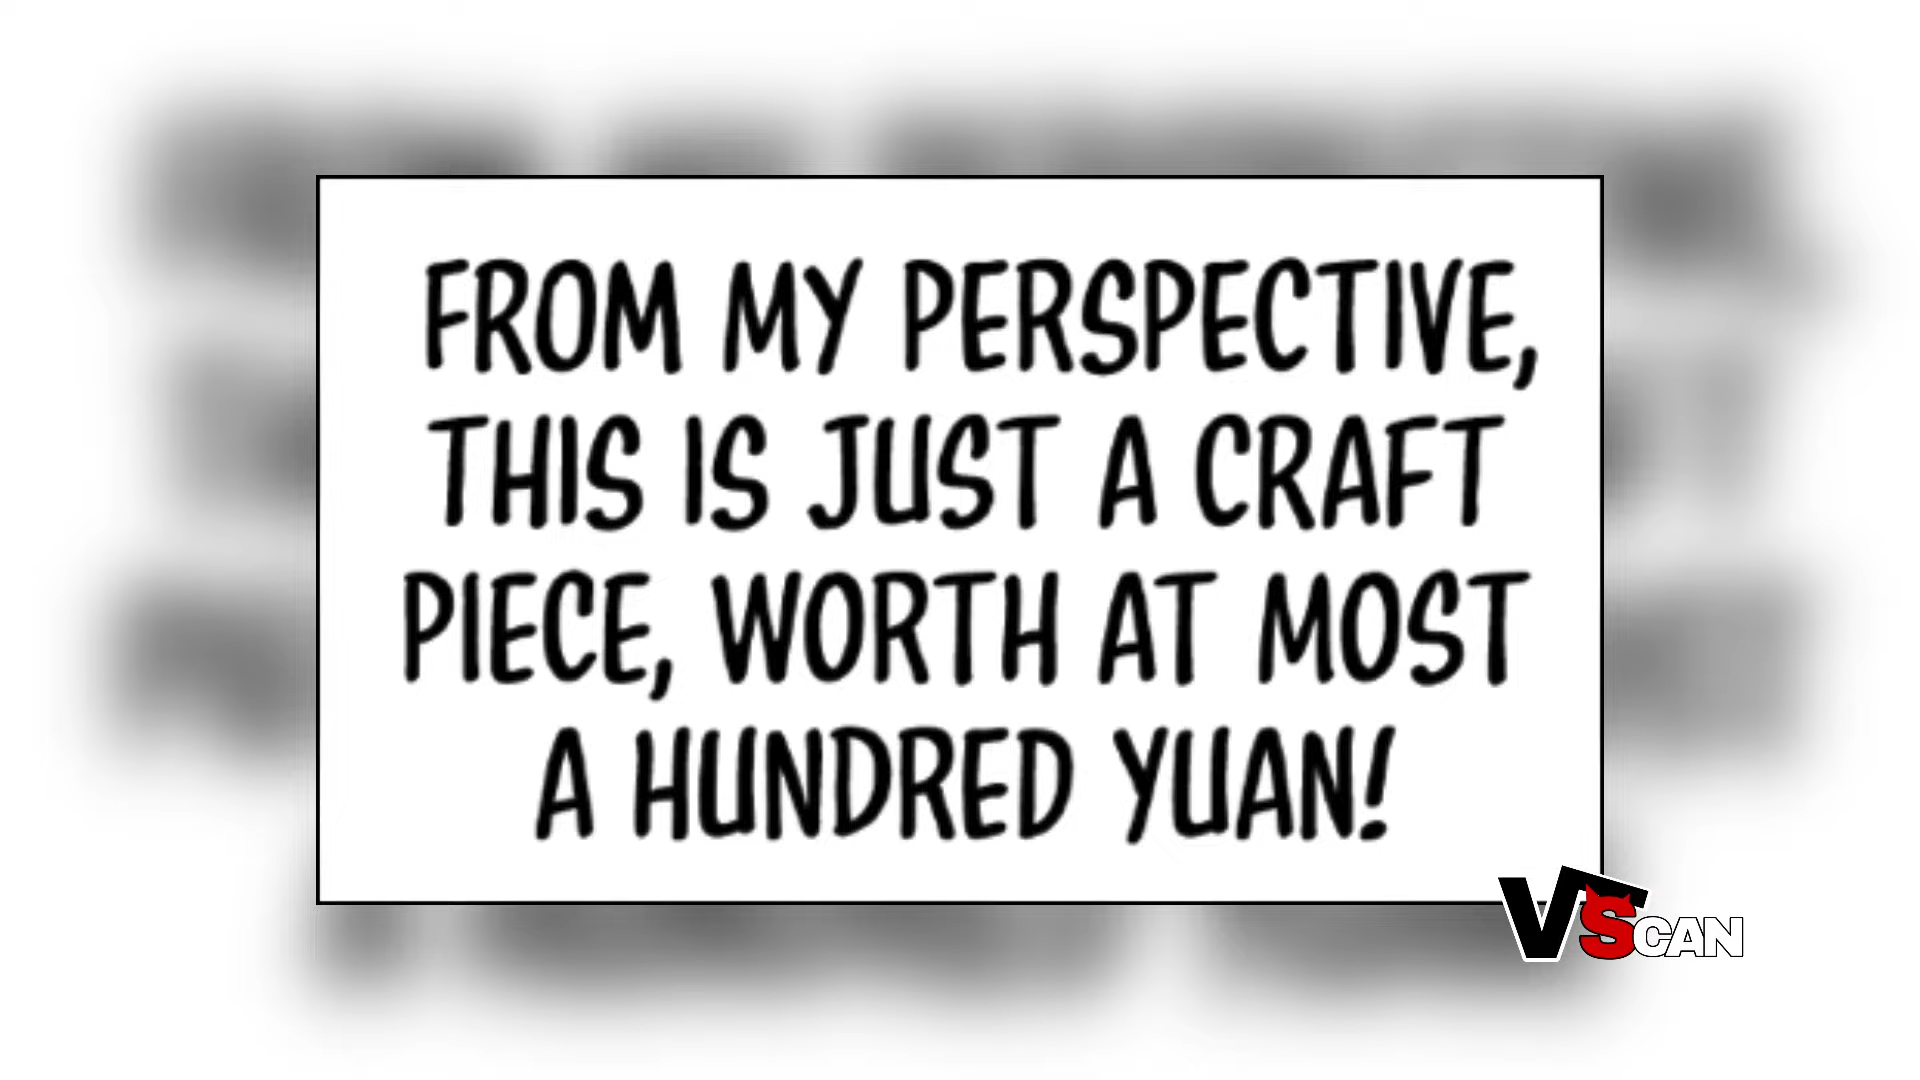 FROM MY PERSPECTIVE,
THIS IS JUST A CRAFT
PIECE, WORTH AT MOST
A HUNDRED YUAN!
VSCAN